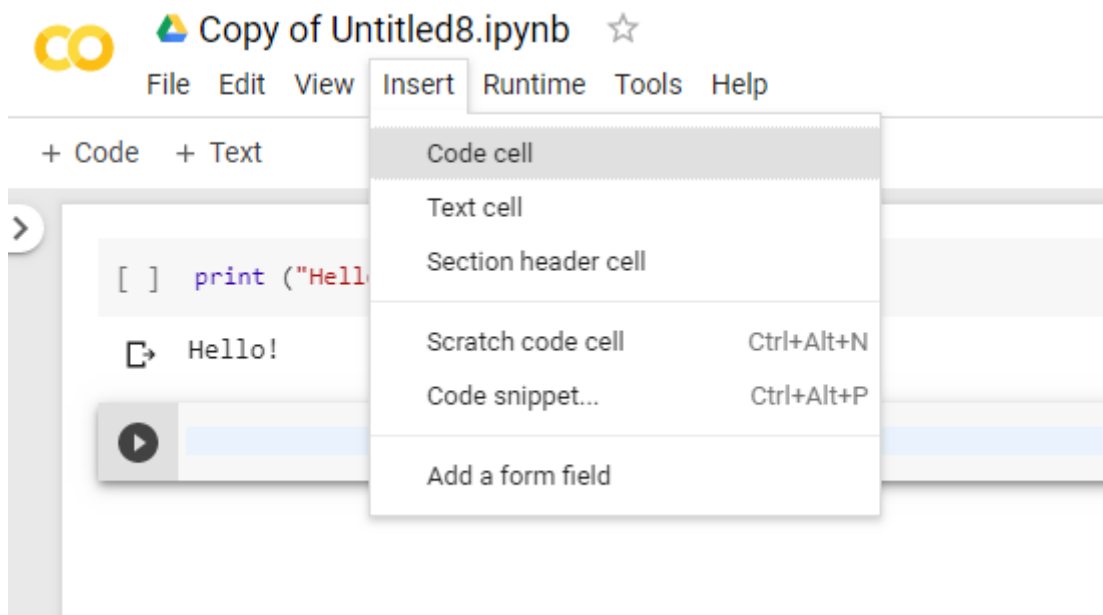 CO Copy of Untitled8.ipynb
File Edit View Insert Runtime Tools Help
+ Code + Text
Code cell
Text cell
Section header cell
[ ] print ("Hell
Scratch code cell Ctrl+Alt+N
Hello!
Code snippet... Ctrl+Alt+P
Add a form field